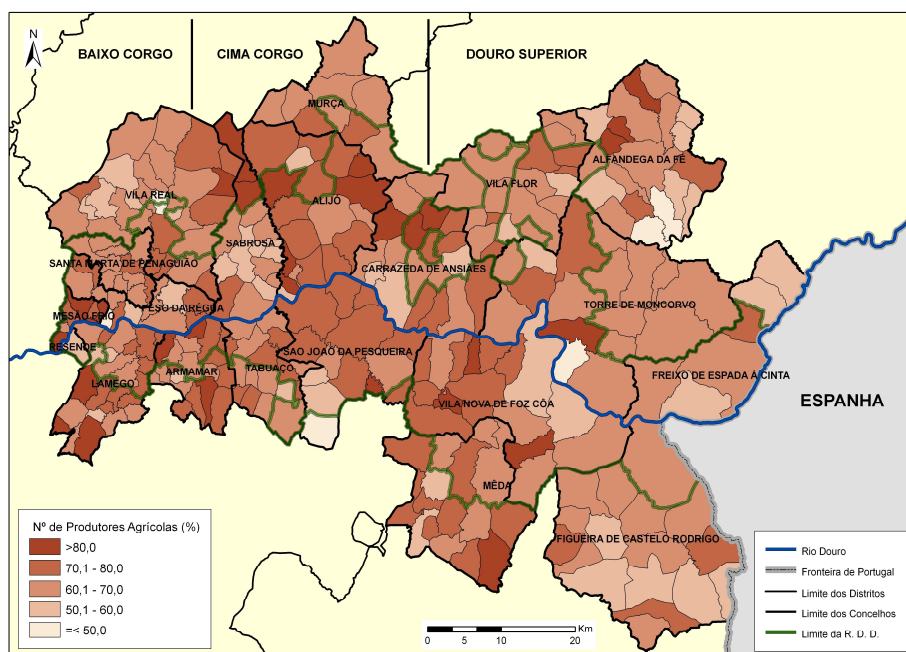 N
BAIXO CORGO
CIMA CORGO
DOURO SUPERIOR
MURÇA
ALFANDEGA DA FÉ
VILA FLOR
VILA REAL
ALIJÓ
SABROSA
SANTA MARTA DE PENAGUIÃO
CARRAZEDA DE ANSIÃES
TORRE DE MONCORVO
MESÃO FRIO
ESO DA RÉGUA
RESENDE
SÃO JOÃO DA PESQUEIRA
LAMEGO
ARMAMAR
TABUAÇO
FREIXO DE ESPADA À CINTA
VILA NOVA DE FOZ CÔA
ESPANHA
MÊDA
FIGUEIRA DE CASTELO RODRIGO
Nº de Produtores Agrícolas (%)
>80,0
70,1 - 80,0
60,1 - 70,0
50,1 - 60,0
=< 50,0
Km
0 5 10 20
Rio Douro
Fronteira de Portugal
Limite dos Distritos
Limite dos Concelhos
Limite da R. D. D.